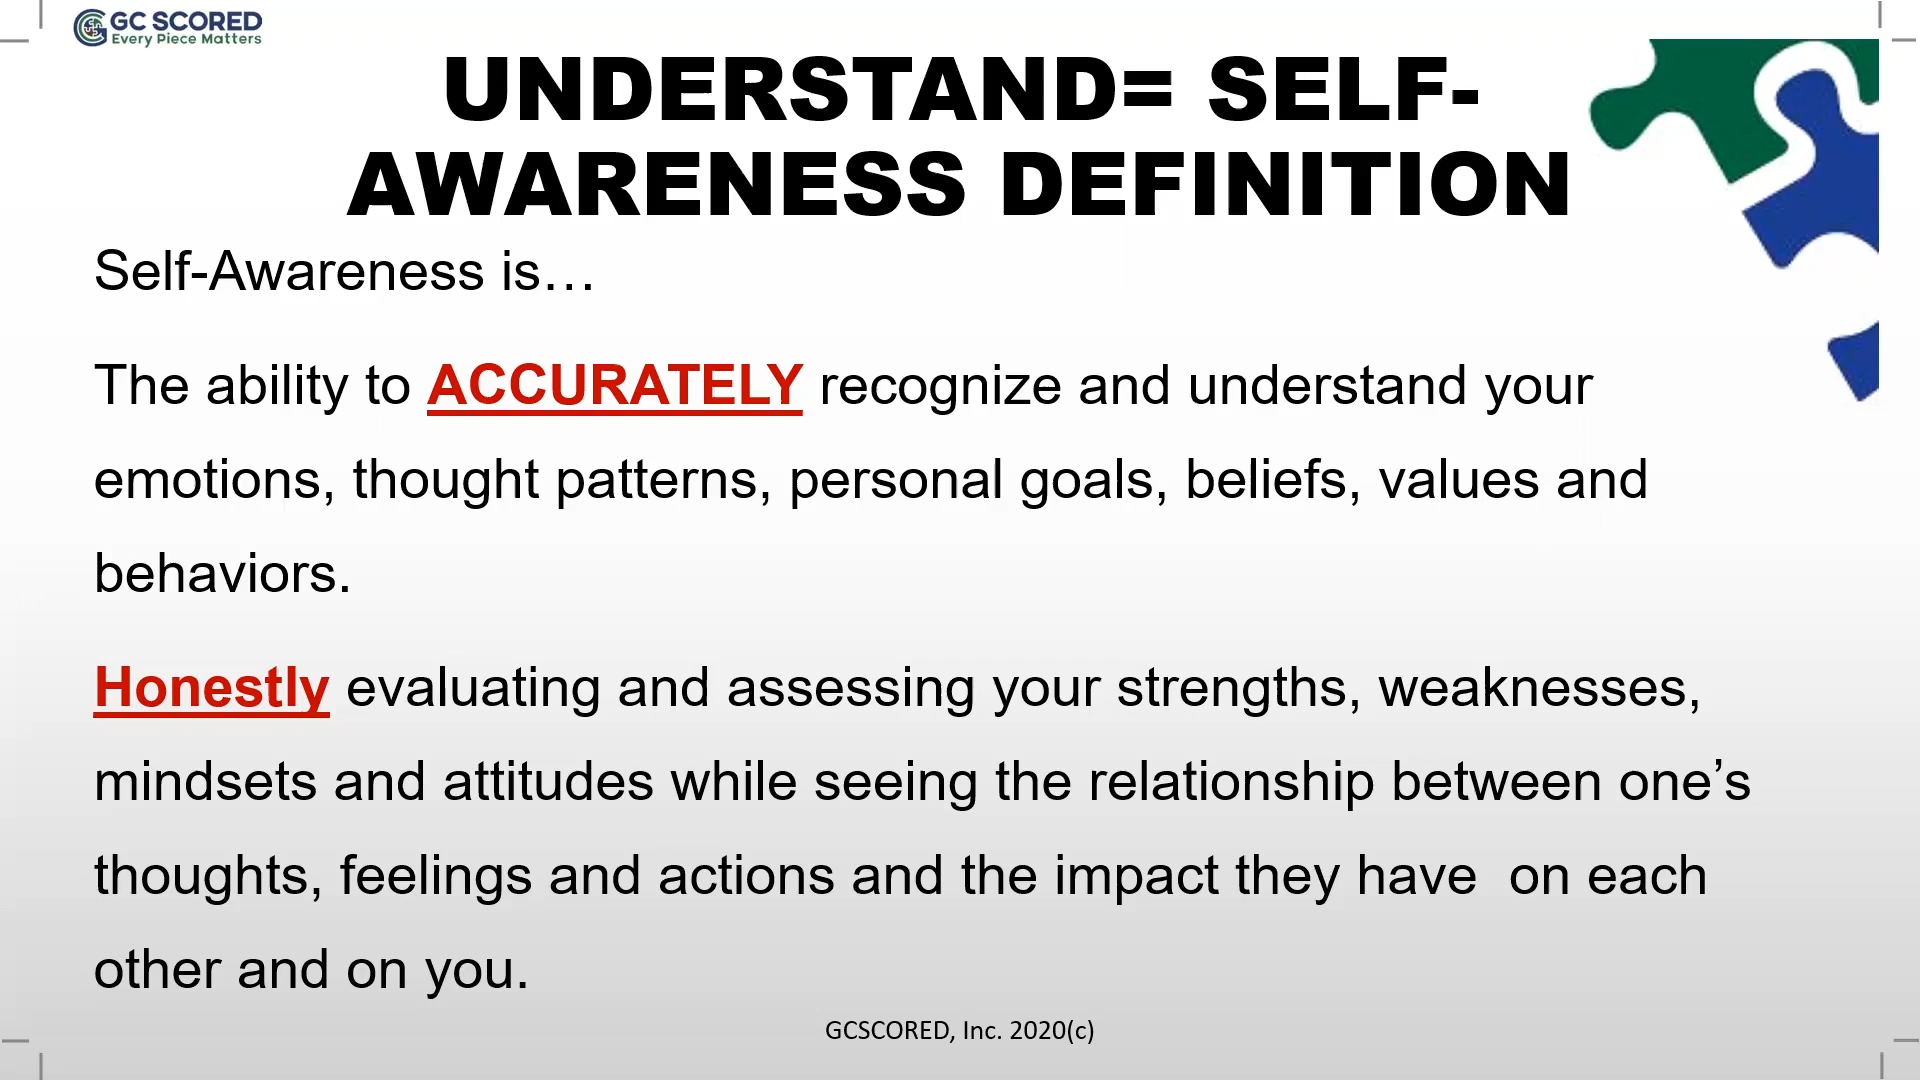 GC SCORED
Every Piece Matters
UNDERSTAND= SELF-
AWARENESS DEFINITION
Self-Awareness is…
The ability to ACCURATELY recognize and understand your
emotions, thought patterns, personal goals, beliefs, values and
behaviors.
Honestly evaluating and assessing your strengths, weaknesses,
mindsets and attitudes while seeing the relationship between one’s
thoughts, feelings and actions and the impact they have  on each
other and on you.
GCSCORED, Inc. 2020(c)